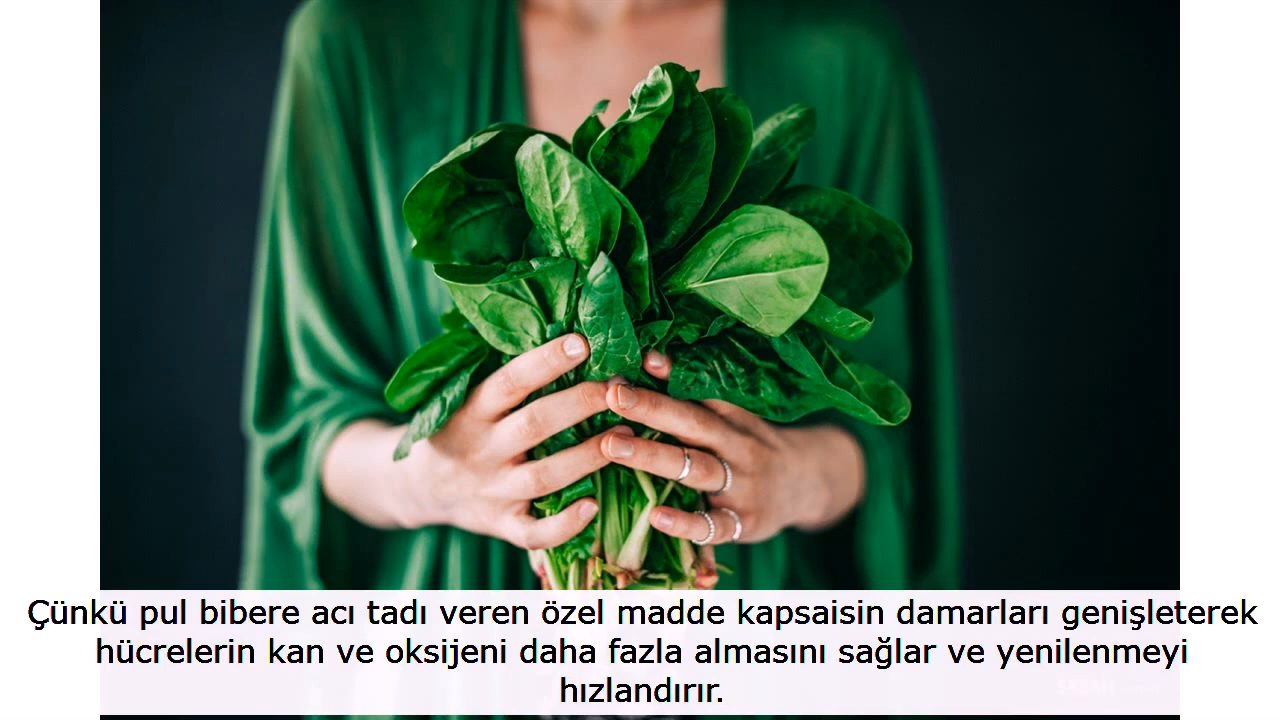 Çünkü pul bibere acı tadı veren özel madde kapsaisin damarları genişleterek
hücrelerin kan ve oksijeni daha fazla almasını sağlar ve yenilenmeyi
hızlandırır.